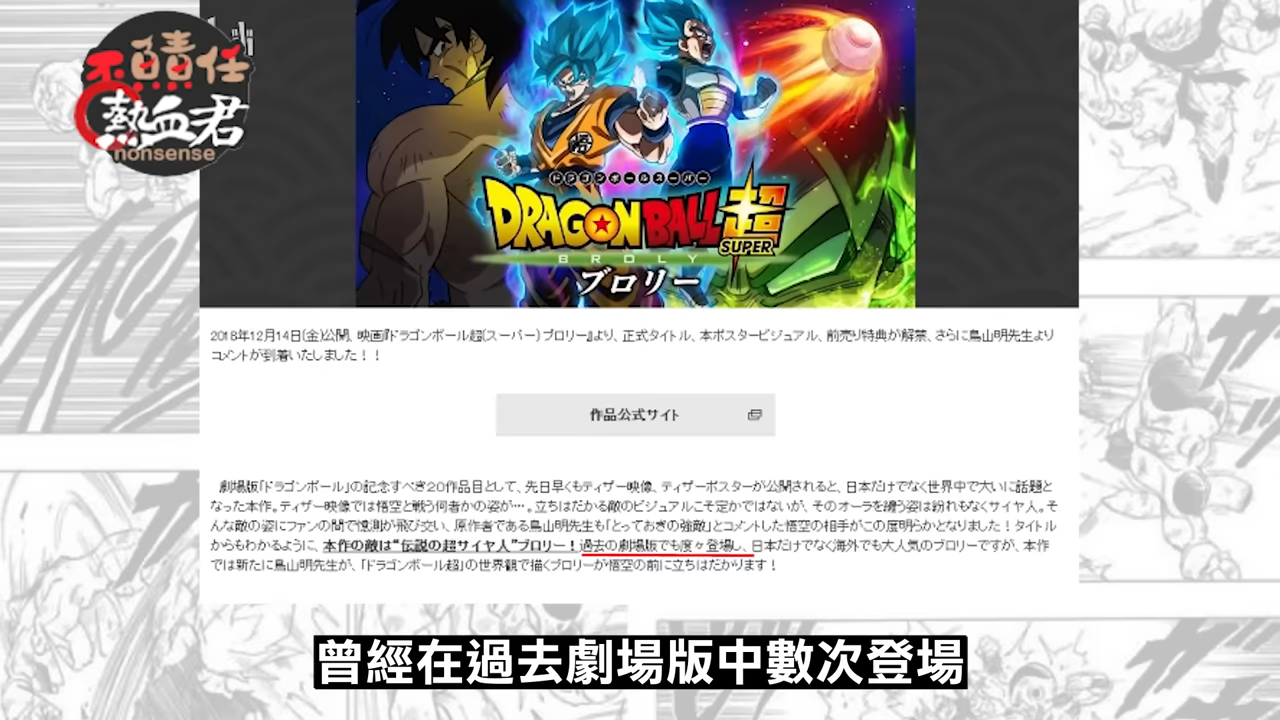 不負責任
熱血君
nonsense
ドラゴンボールスーパー
DRAGON BALL超
SUPER
BROLY
ブロリー
2018年12月14日(金)公開、映画『ドラゴンボール超(スーパー) ブロリー』より、正式タイトル、本ポスタービジュアル、前売り特典が解禁、さらに鳥山明先生より
コメントが到着いたしました！！
作品公式サイト
劇場版「ドラゴンボール」の記念すべき20作品目として、先日早くもティザー映像、ティザーポスターが公開されると、日本だけでなく世界中で大いに話題と
なった本作。ティザー映像では悟空と戦う何者かの姿が…。立ちはだかる敵のビジュアルこそ定かではないが、そのオーラを纏う姿は紛れもなくサイヤ人。そ
んな敵の姿にファンの間で憶測が飛び交い、原作者である鳥山明先生も「とっておきの強敵」とコメントした悟空の相手がこの度明らかとなりました！タイトル
からもわかるように、本作の敵は“伝説の超サイヤ人”ブロリー！過去の劇場版でも度々登場し、日本だけでなく海外でも大人気のブロリーですが、本作
では新たに鳥山明先生が、「ドラゴンボール超」の世界観で描くブロリーが悟空の前に立ちはだかります！
曾經在過去劇場版中數次登場